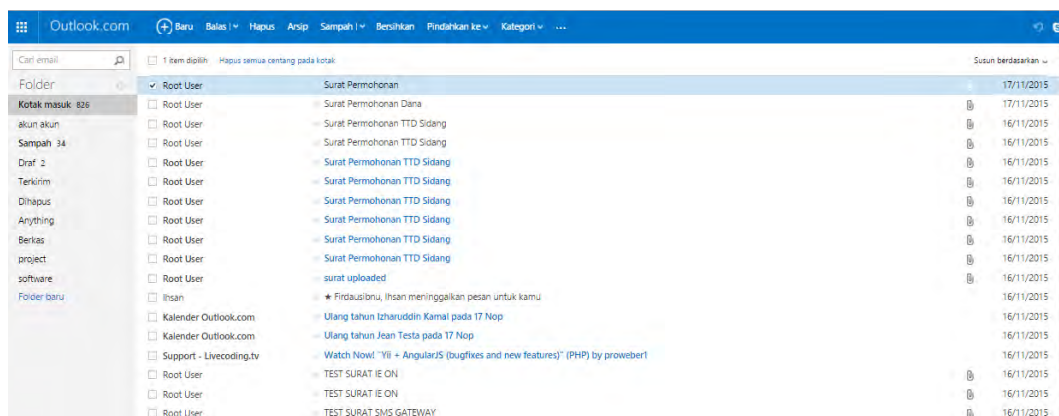 Outlook.com Baru Balas Hapus Arsip Sampah Bersihkan Pindahkan ke Kategori ...
Cari email 1 item dipilih Hapus semua centang pada kotak Susun berdasarkan
Folder Root User Surat Permohonan 17/11/2015
Kotak masuk 826 Root User Surat Permohonan Dana 17/11/2015
akun akun Root User Surat Permohonan TTD Sidang 16/11/2015
Sampah 34 Root User Surat Permohonan TTD Sidang 16/11/2015
Draf 2 Root User Surat Permohonan TTD Sidang 16/11/2015
Terkirim Root User Surat Permohonan TTD Sidang 16/11/2015
Dihapus Root User Surat Permohonan TTD Sidang 16/11/2015
Anything Root User Surat Permohonan TTD Sidang 16/11/2015
Berkas Root User Surat Permohonan TTD Sidang 16/11/2015
project Root User Surat Permohonan TTD Sidang 16/11/2015
software Root User surat uploaded 16/11/2015
Folder baru Ihsan ★ Firdausibnu, Ihsan meninggalkan pesan untuk kamu 16/11/2015
Kalender Outlook.com Ulang tahun Izharuddin Kamal pada 17 Nop 16/11/2015
Kalender Outlook.com Ulang tahun Jean Testa pada 17 Nop 16/11/2015
Support - Livecoding.tv Watch Now! "Yii + AngularJS (bugfixes and new features)" (PHP) by proweber1 16/11/2015
Root User TEST SURAT IE ON 16/11/2015
Root User TEST SURAT IE ON 16/11/2015
Root User TEST SURAT SMS GATEWAY 16/11/2015